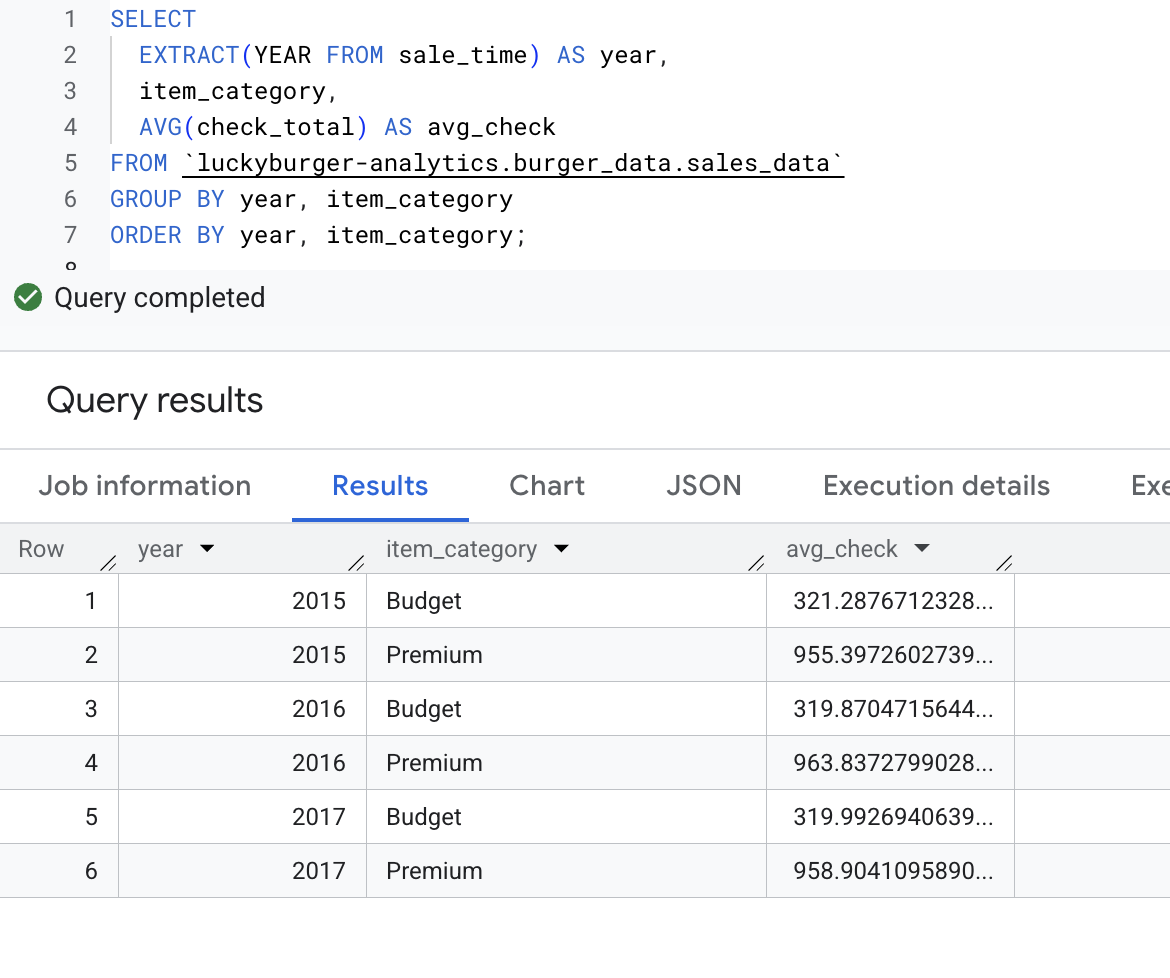 1 SELECT
2 EXTRACT(YEAR FROM sale_time) AS year,
3 item_category,
4 AVG(check_total) AS avg_check
5 FROM `luckyburger-analytics.burger_data.sales_data`
6 GROUP BY year, item_category
7 ORDER BY year, item_category;
8
Query completed
Query results
Job information Results Chart JSON Execution details Exe
Row year item_category avg_check
1 2015 Budget 321.2876712328...
2 2015 Premium 955.3972602739...
3 2016 Budget 319.8704715644...
4 2016 Premium 963.8372799028...
5 2017 Budget 319.9926940639...
6 2017 Premium 958.9041095890...